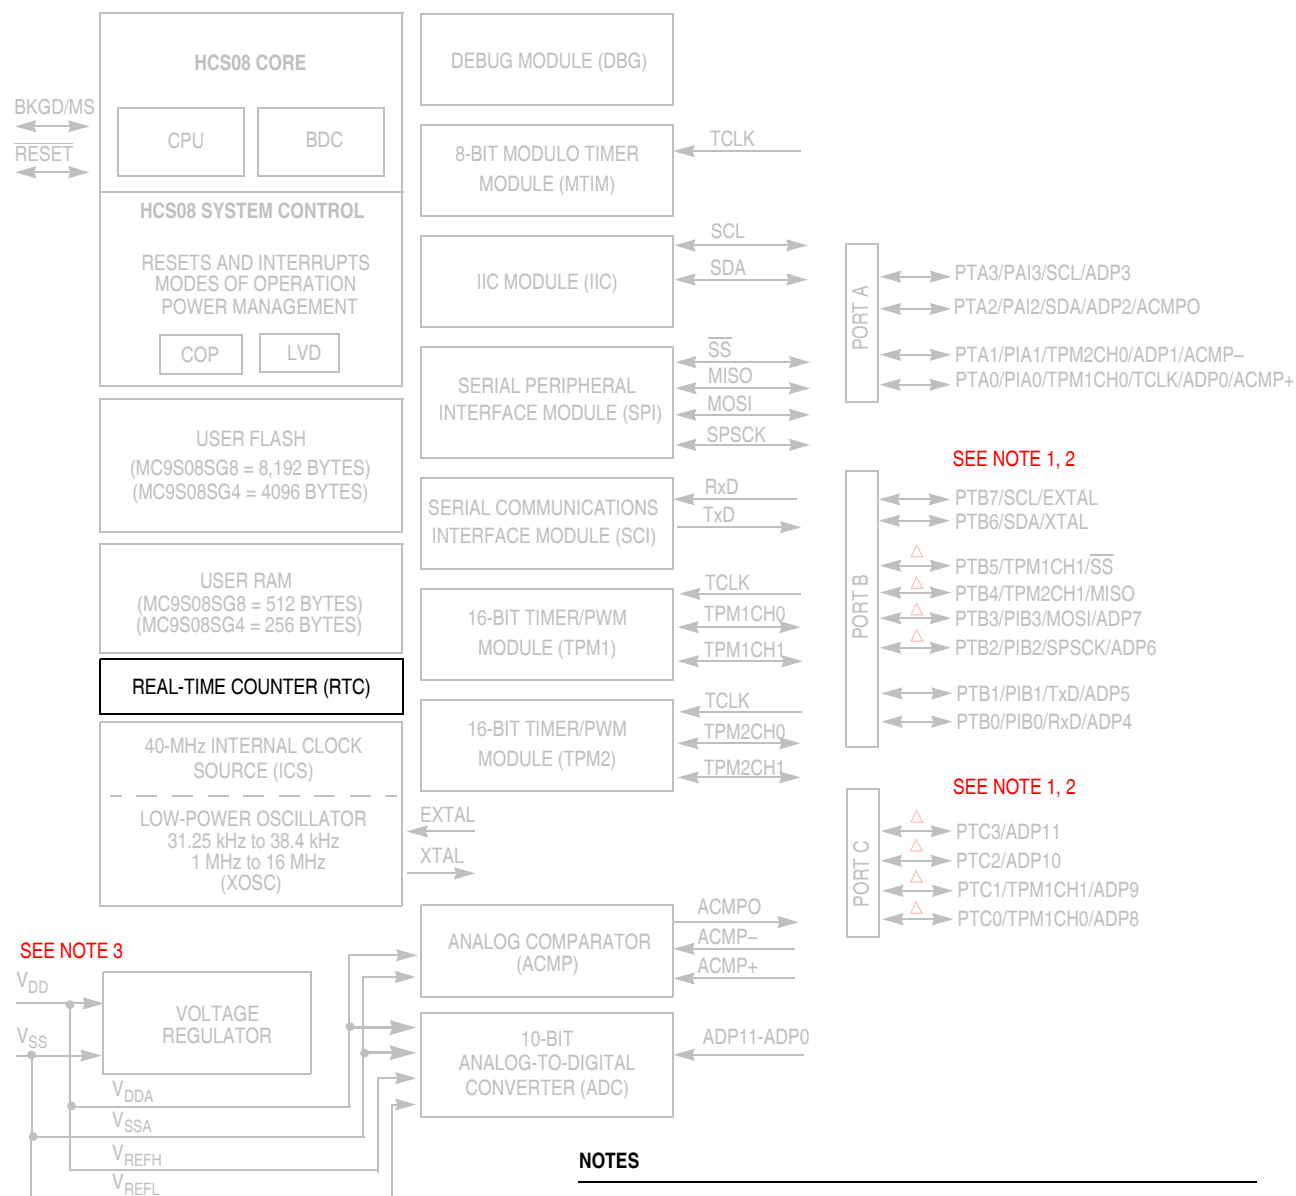 HCS08 CORE
BKGD/MS
RESET
CPU
BDC
HCS08 SYSTEM CONTROL
RESETS AND INTERRUPTS
MODES OF OPERATION
POWER MANAGEMENT
COP
LVD
USER FLASH
(MC9S08SG8 = 8,192 BYTES)
(MC9S08SG4 = 4096 BYTES)
USER RAM
(MC9S08SG8 = 512 BYTES)
(MC9S08SG4 = 256 BYTES)
REAL-TIME COUNTER (RTC)
40-MHz INTERNAL CLOCK
SOURCE (ICS)
LOW-POWER OSCILLATOR
31.25 kHz to 38.4 kHz
1 MHz to 16 MHz
(XOSC)
EXTAL
XTAL
SEE NOTE 3
VDD
VSS
VOLTAGE
REGULATOR
VDDA
VSSA
VREFH
VREFL
DEBUG MODULE (DBG)
8-BIT MODULO TIMER
MODULE (MTIM)
TCLK
IIC MODULE (IIC)
SCL
SDA
SERIAL PERIPHERAL
INTERFACE MODULE (SPI)
SS
MISO
MOSI
SPSCK
SERIAL COMMUNICATIONS
INTERFACE MODULE (SCI)
RxD
TxD
16-BIT TIMER/PWM
MODULE (TPM1)
TCLK
TPM1CH0
TPM1CH1
16-BIT TIMER/PWM
MODULE (TPM2)
TCLK
TPM2CH0
TPM2CH1
ANALOG COMPARATOR
(ACMP)
ACMPO
ACMP–
ACMP+
10-BIT
ANALOG-TO-DIGITAL
CONVERTER (ADC)
ADP11-ADP0
PORT A
PTA3/PAI3/SCL/ADP3
PTA2/PAI2/SDA/ADP2/ACMPO
PTA1/PIA1/TPM2CH0/ADP1/ACMP–
PTA0/PIA0/TPM1CH0/TCLK/ADP0/ACMP+
SEE NOTE 1, 2
PORT B
PTB7/SCL/EXTAL
PTB6/SDA/XTAL
PTB5/TPM1CH1/SS
PTB4/TPM2CH1/MISO
PTB3/PIB3/MOSI/ADP7
PTB2/PIB2/SPSCK/ADP6
PTB1/PIB1/TxD/ADP5
PTB0/PIB0/RxD/ADP4
SEE NOTE 1, 2
PORT C
PTC3/ADP11
PTC2/ADP10
PTC1/TPM1CH1/ADP9
PTC0/TPM1CH0/ADP8
NOTES